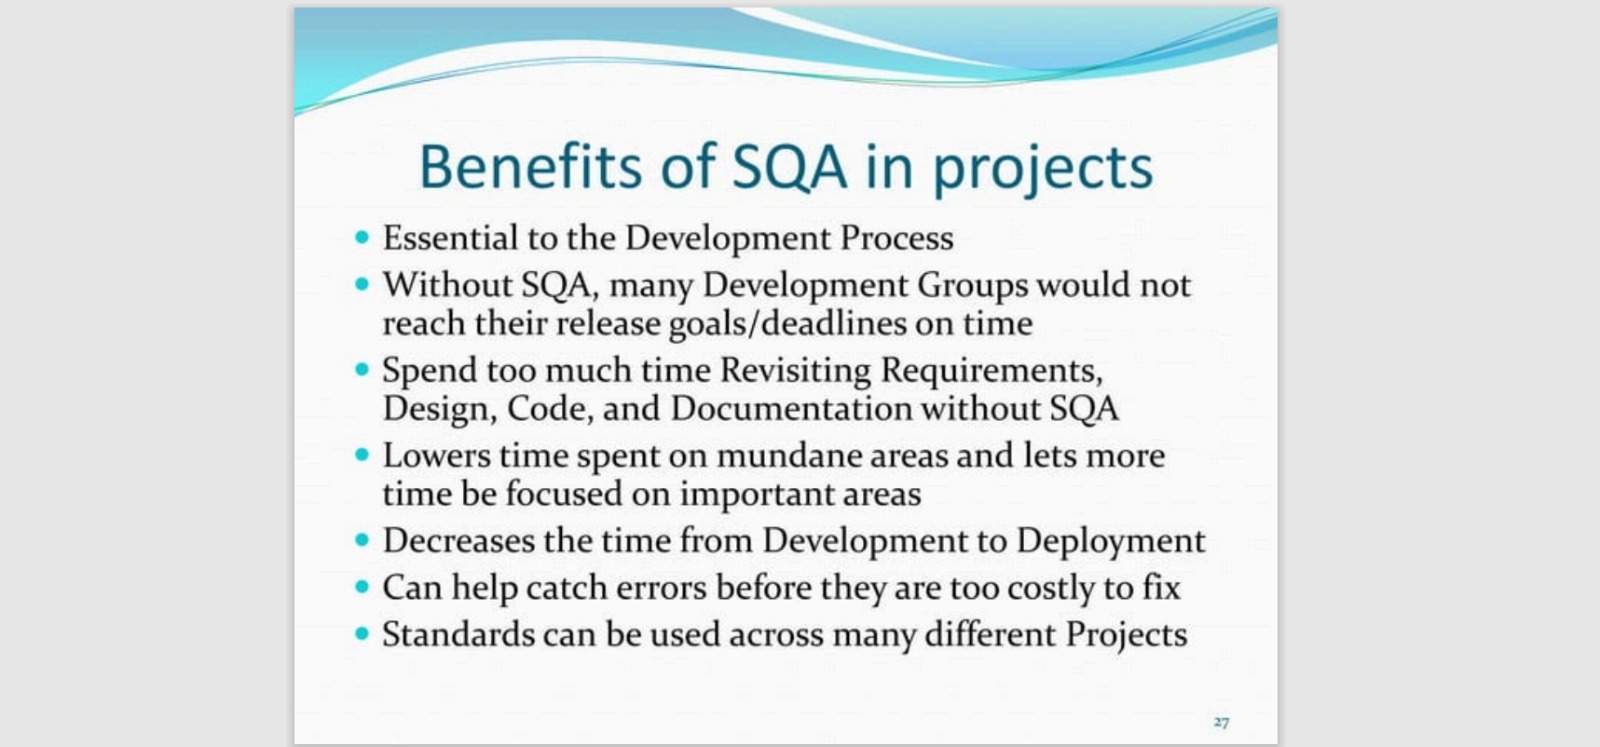 Benefits of SQA in projects
• Essential to the Development Process
• Without SQA, many Development Groups would not
reach their release goals/deadlines on time
• Spend too much time Revisiting Requirements,
Design, Code, and Documentation without SQA
• Lowers time spent on mundane areas and lets more
time be focused on important areas
• Decreases the time from Development to Deployment
• Can help catch errors before they are too costly to fix
• Standards can be used across many different Projects
27